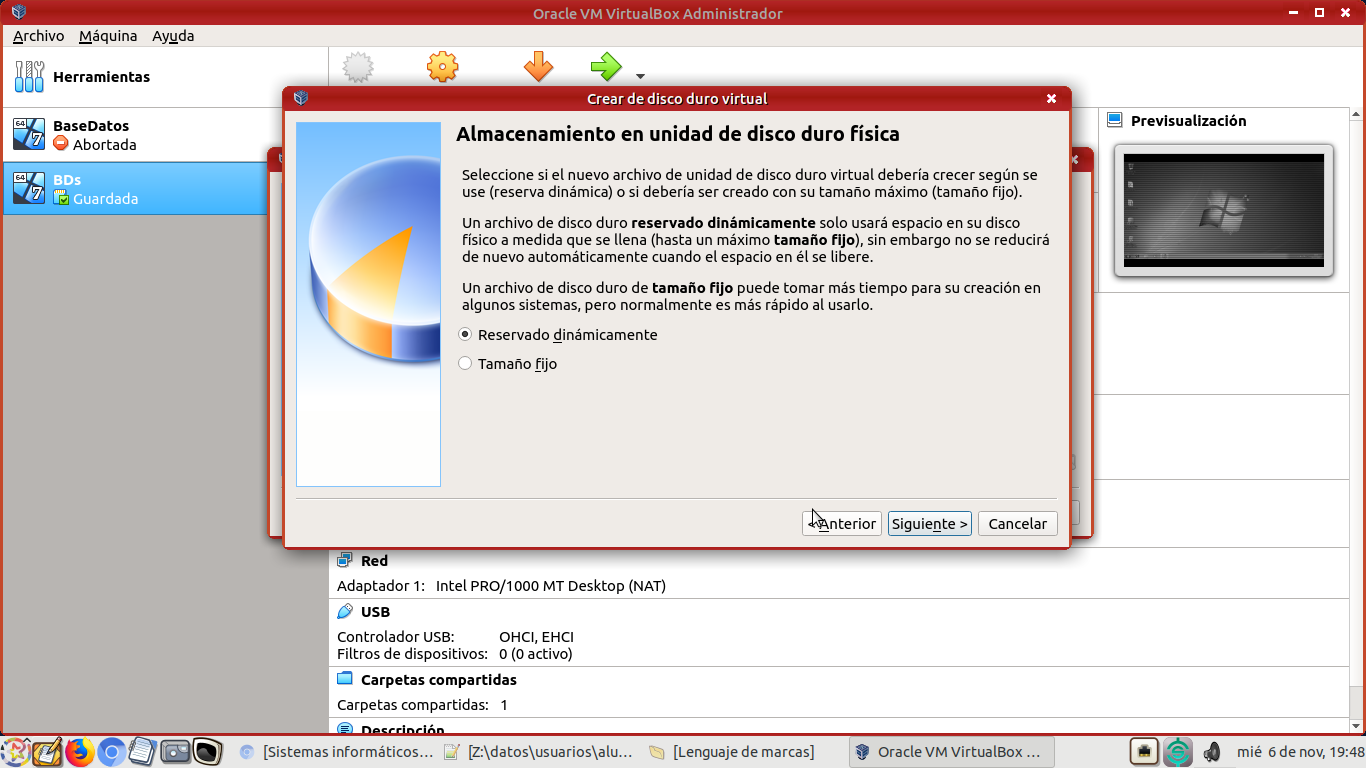 Oracle VM VirtualBox Administrador
Archivo Máquina Ayuda
Herramientas
64
7
BaseDatos
Abortada
64
7
BDs
Guardada
Previsualización
Crear de disco duro virtual
Almacenamiento en unidad de disco duro física
Seleccione si el nuevo archivo de unidad de disco duro virtual debería crecer según se
use (reserva dinámica) o si debería ser creado con su tamaño máximo (tamaño fijo).
Un archivo de disco duro reservado dinámicamente solo usará espacio en su disco
físico a medida que se llena (hasta un máximo tamaño fijo), sin embargo no se reducirá
de nuevo automáticamente cuando el espacio en él se libere.
Un archivo de disco duro de tamaño fijo puede tomar más tiempo para su creación en
algunos sistemas, pero normalmente es más rápido al usarlo.
Reservado dinámicamente
Tamaño fijo
< Anterior Siguiente > Cancelar
Red
Adaptador 1: Intel PRO/1000 MT Desktop (NAT)
USB
Controlador USB: OHCI, EHCI
Filtros de dispositivos: 0 (0 activo)
Carpetas compartidas
Carpetas compartidas: 1
Descripción
[Sistemas informáticos... [Z:\datos\usuarios\alu... [Lenguaje de marcas] Oracle VM VirtualBox ... mié 6 de nov, 19:48